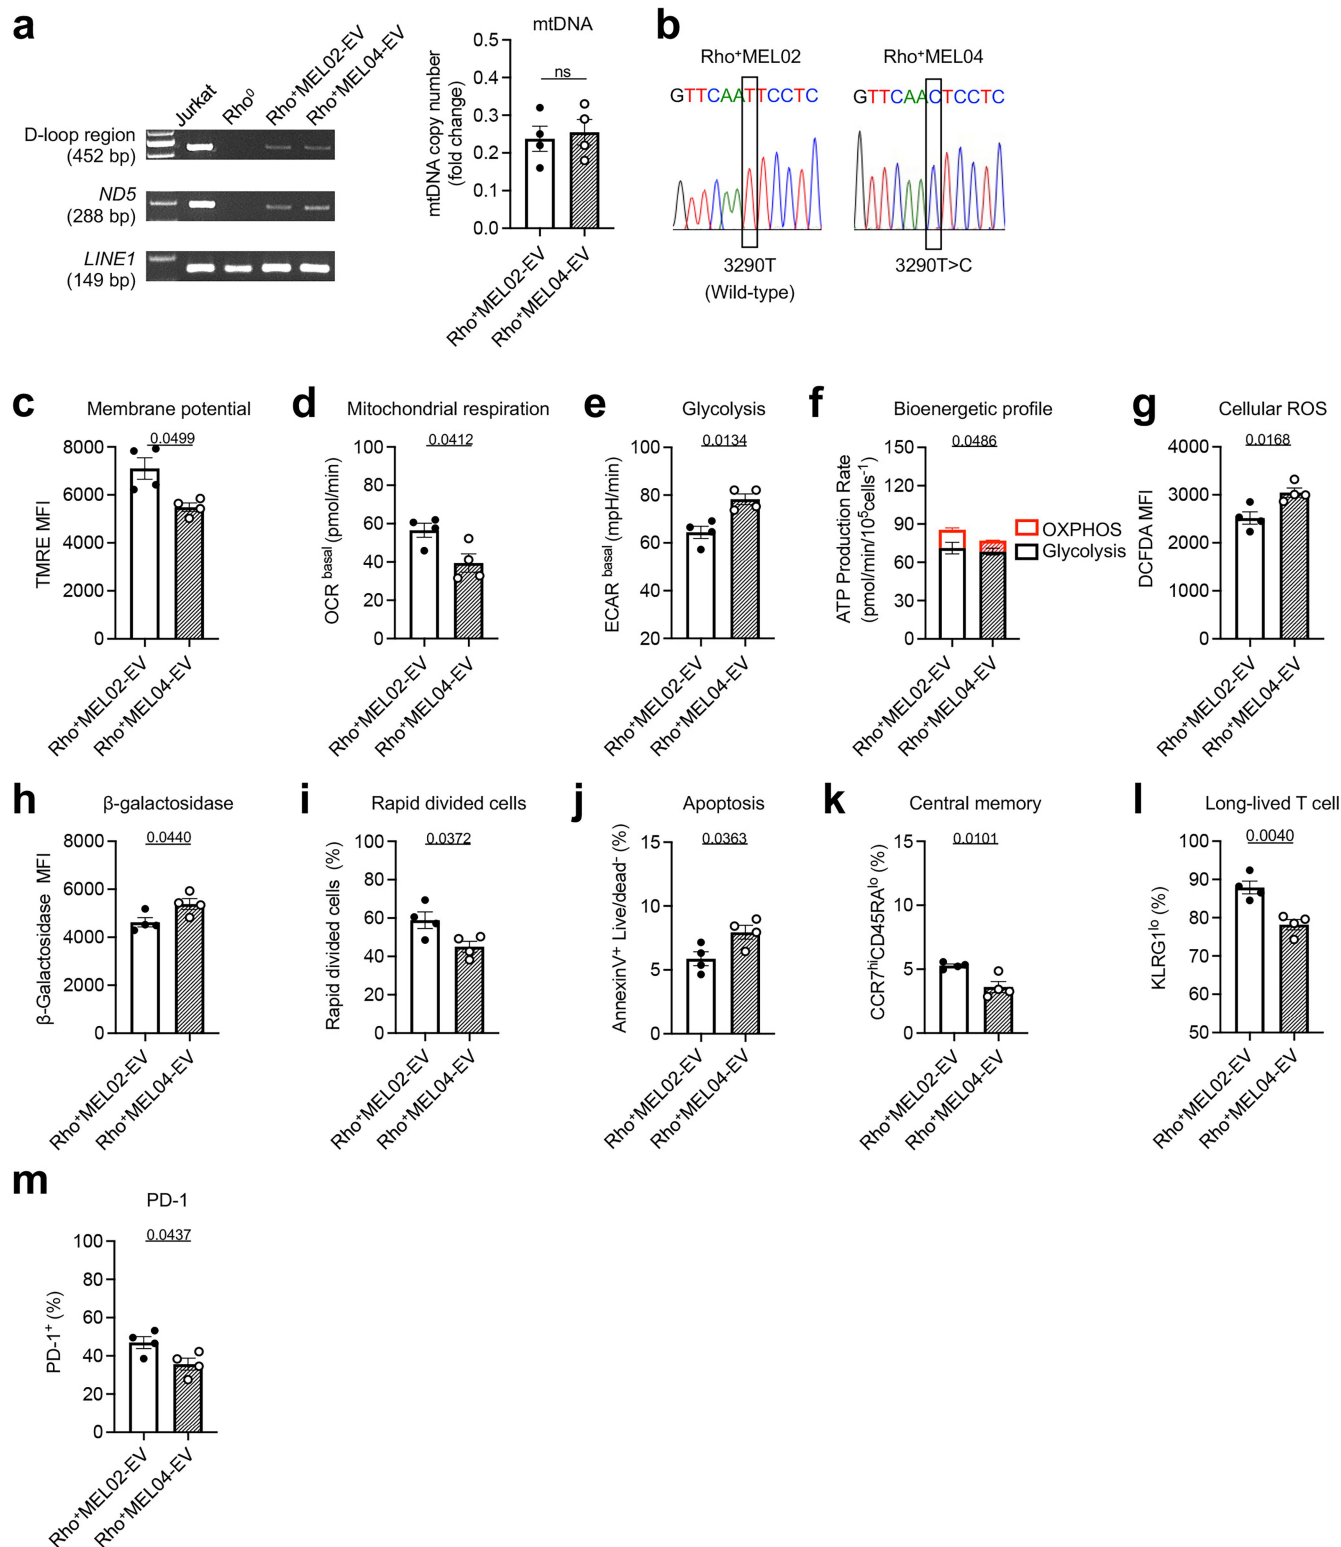 a
Jurkat
Rho⁰
Rho⁺MEL02-EV
Rho⁺MEL04-EV
D-loop region
(452 bp)
ND5
(288 bp)
LINE1
(149 bp)
mtDNA
mtDNA copy number
(fold change)
0.5
0.4
0.3
0.2
0.1
0.0
ns
Rho⁺MEL02-EV
Rho⁺MEL04-EV
b
Rho⁺MEL02
GTTCAATTCCTC
3290T
(Wild-type)
Rho⁺MEL04
GTTCAACTCCTC
3290T>C
c
Membrane potential
0.0499
TMRE MFI
8000
6000
4000
2000
0
Rho⁺MEL02-EV
Rho⁺MEL04-EV
d
Mitochondrial respiration
0.0412
OCR ᵇᵃˢᵃˡ (pmol/min)
100
80
60
40
20
0
Rho⁺MEL02-EV
Rho⁺MEL04-EV
e
Glycolysis
0.0134
ECAR ᵇᵃˢᵃˡ (mpH/min)
100
80
60
40
20
Rho⁺MEL02-EV
Rho⁺MEL04-EV
f
Bioenergetic profile
0.0486
ATP Production Rate
(pmol/min/10⁵cells⁻¹)
150
120
90
60
30
0
OXPHOS
Glycolysis
Rho⁺MEL02-EV
Rho⁺MEL04-EV
g
Cellular ROS
0.0168
DCFDA MFI
4000
3000
2000
1000
0
Rho⁺MEL02-EV
Rho⁺MEL04-EV
h
β-galactosidase
0.0440
β-Galactosidase MFI
8000
6000
4000
2000
0
Rho⁺MEL02-EV
Rho⁺MEL04-EV
i
Rapid divided cells
0.0372
Rapid divided cells (%)
100
80
60
40
20
0
Rho⁺MEL02-EV
Rho⁺MEL04-EV
j
Apoptosis
0.0363
AnnexinV⁺ Live/dead⁻ (%)
15
10
5
0
Rho⁺MEL02-EV
Rho⁺MEL04-EV
k
Central memory
0.0101
CCR7ʰⁱCD45RAˡᵒ (%)
15
10
5
0
Rho⁺MEL02-EV
Rho⁺MEL04-EV
l
Long-lived T cell
0.0040
KLRG1ˡᵒ (%)
100
90
80
70
60
50
Rho⁺MEL02-EV
Rho⁺MEL04-EV
m
PD-1
0.0437
PD-1⁺ (%)
100
80
60
40
20
0
Rho⁺MEL02-EV
Rho⁺MEL04-EV